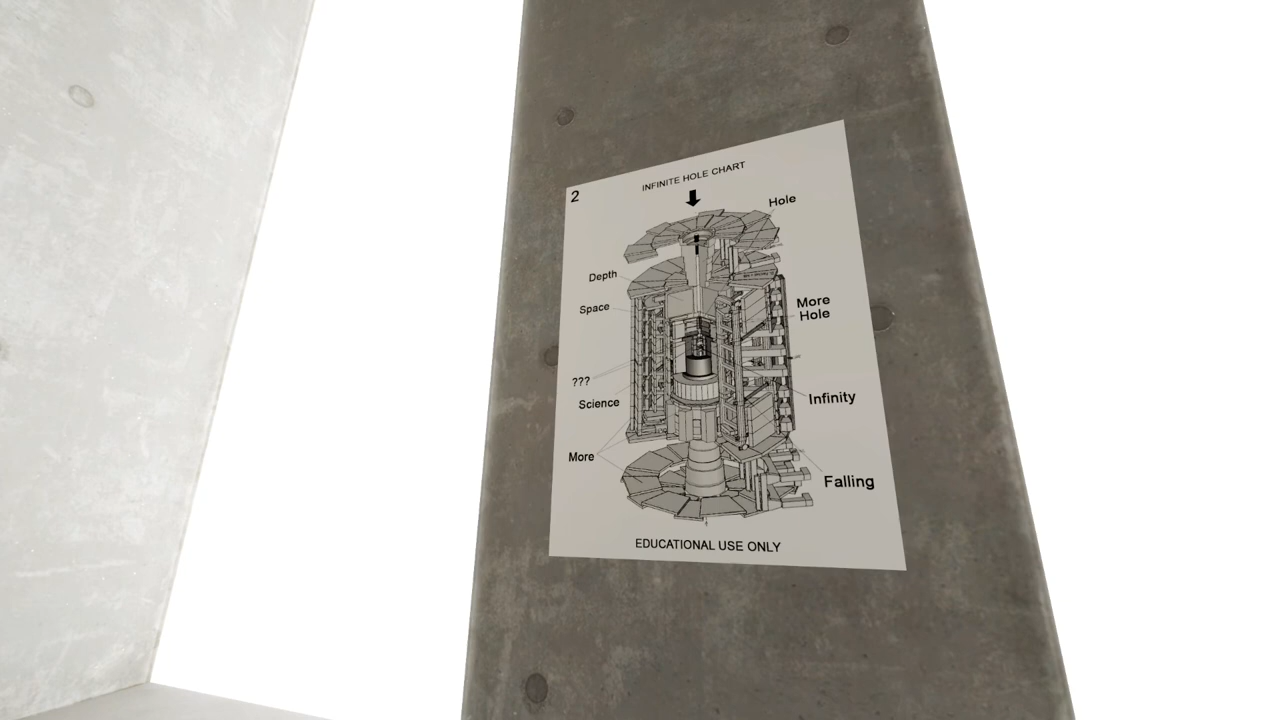 2
INFINITE HOLE CHART
Hole
Depth
Space
More
Hole
???
Science
Infinity
More
Falling
EDUCATIONAL USE ONLY